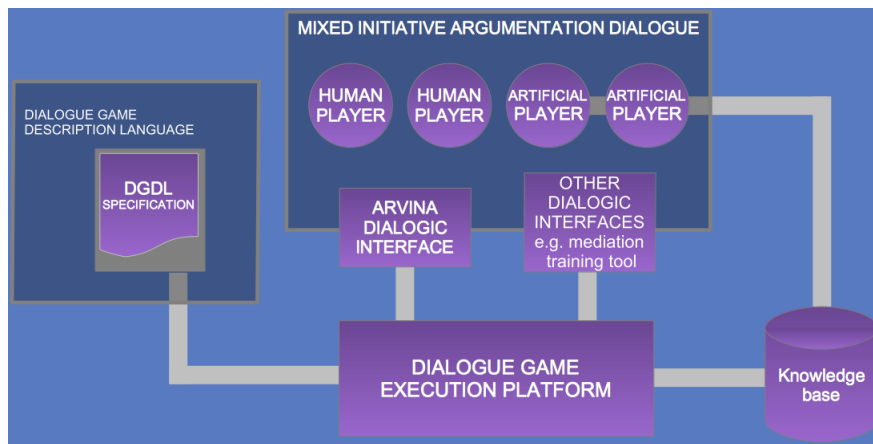 MIXED INITIATIVE ARGUMENTATION DIALOGUE
HUMAN
PLAYER
HUMAN
PLAYER
ARTIFICIAL
PLAYER
ARTIFICIAL
PLAYER
DIALOGUE GAME
DESCRIPTION LANGUAGE
DGDL
SPECIFICATION
ARVINA
DIALOGIC
INTERFACE
OTHER
DIALOGIC
INTERFACES
e.g. mediation
training tool
DIALOGUE GAME
EXECUTION PLATFORM
Knowledge
base